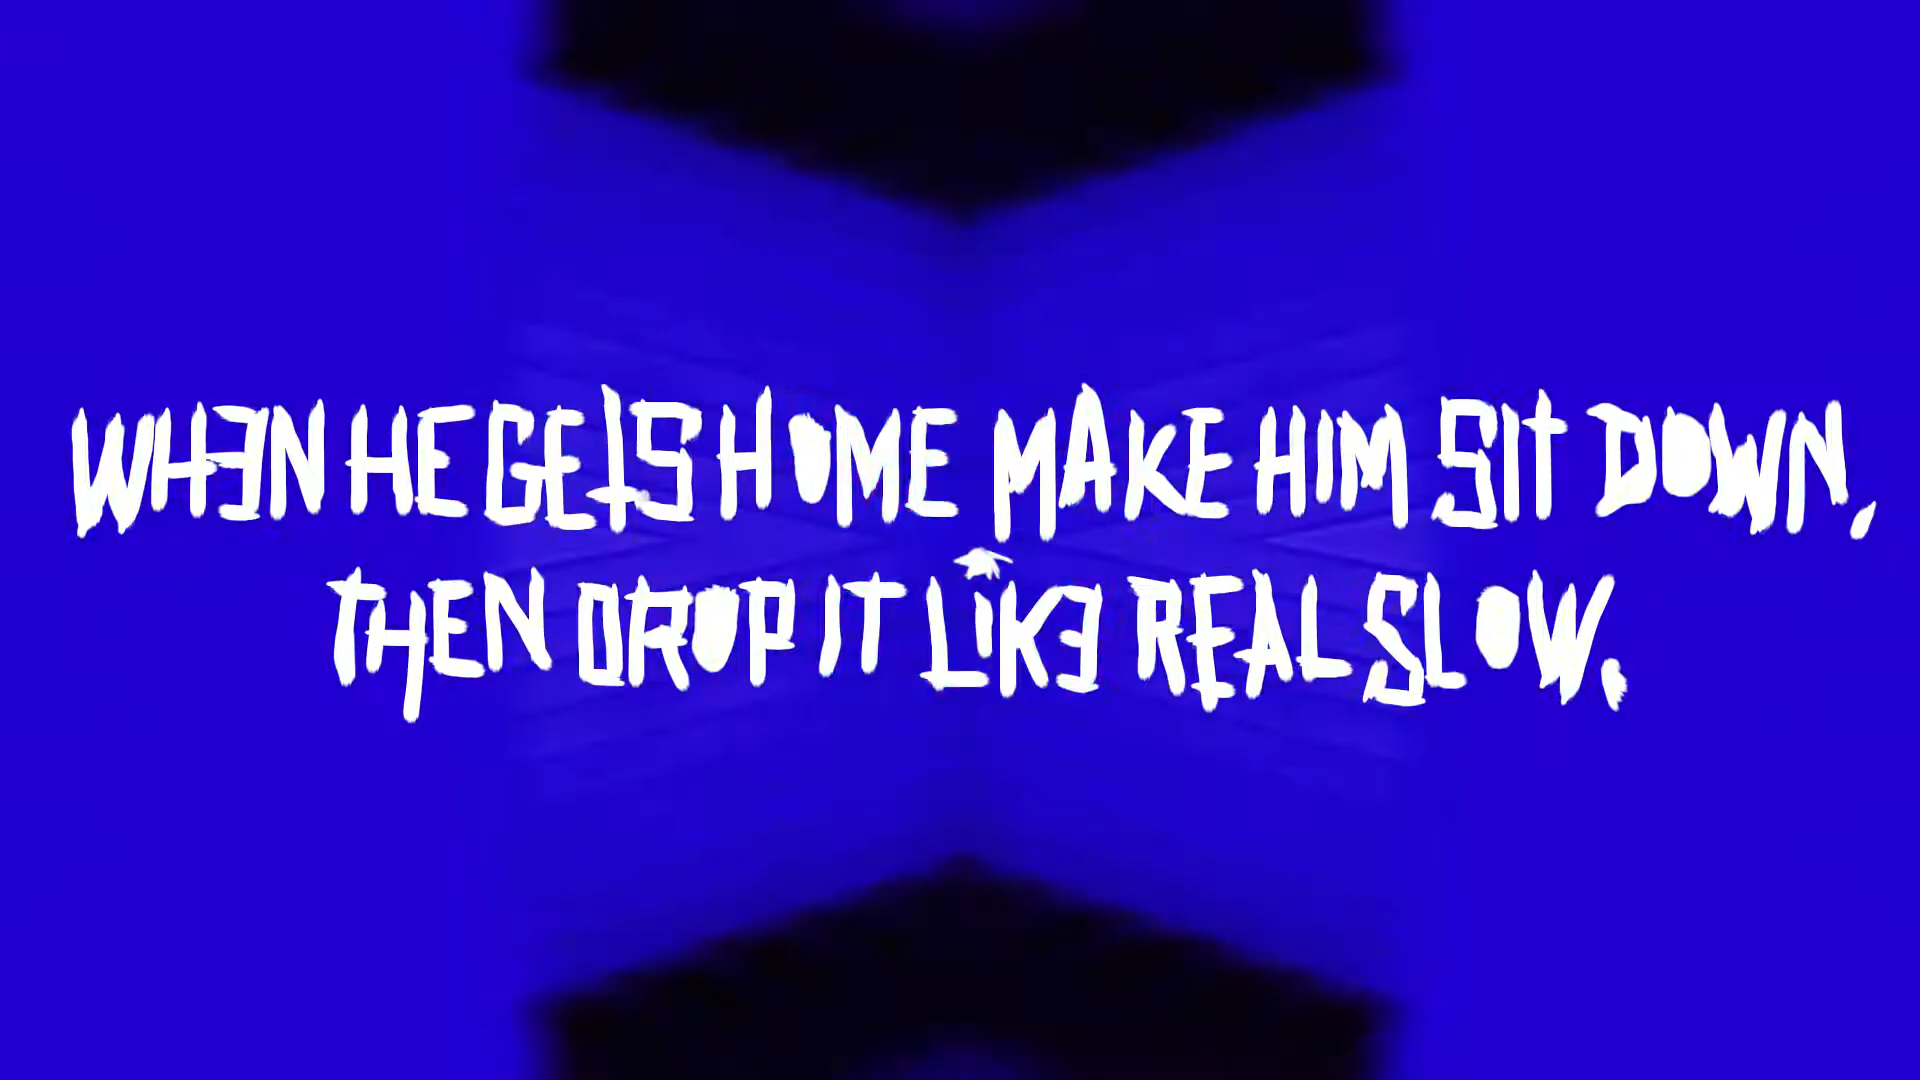 WHEN HE GETS HOME MAKE HIM SIT DOWN,
THEN DROP IT LIKE REAL SLOW.